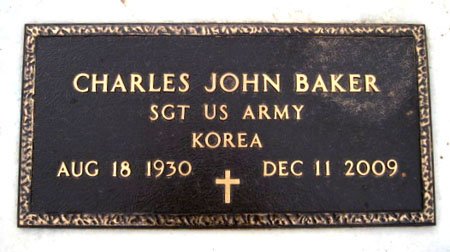 CHARLES JOHN BAKER
SGT US ARMY
KOREA
AUG 18 1930 DEC 11 2009